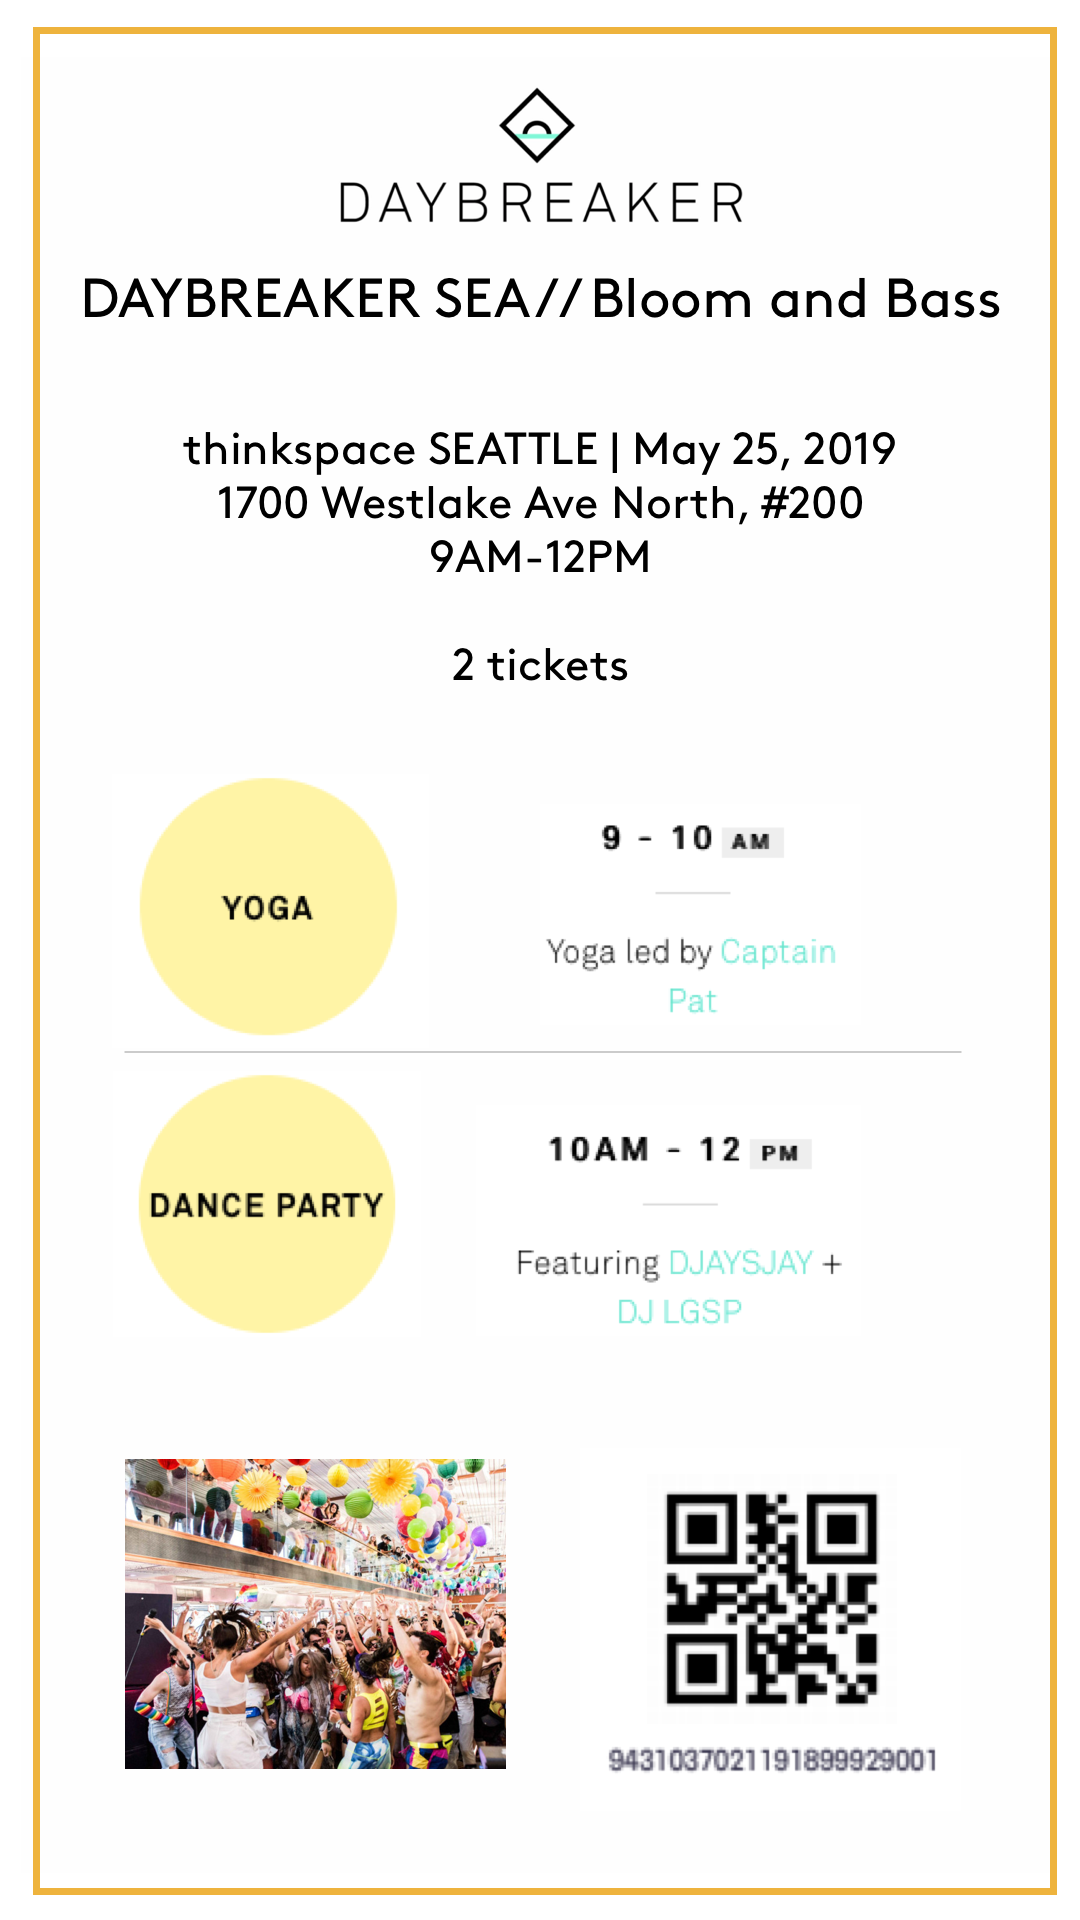 DAYBREAKER
DAYBREAKER SEA// Bloom and Bass
thinkspace SEATTLE | May 25, 2019
1700 Westlake Ave North, #200
9AM-12PM
2 tickets
YOGA
9 - 10 AM
Yoga led by Captain
Pat
DANCE PARTY
10AM - 12 PM
Featuring DJAYSJAY +
DJ LGSP
9431037021191899929001